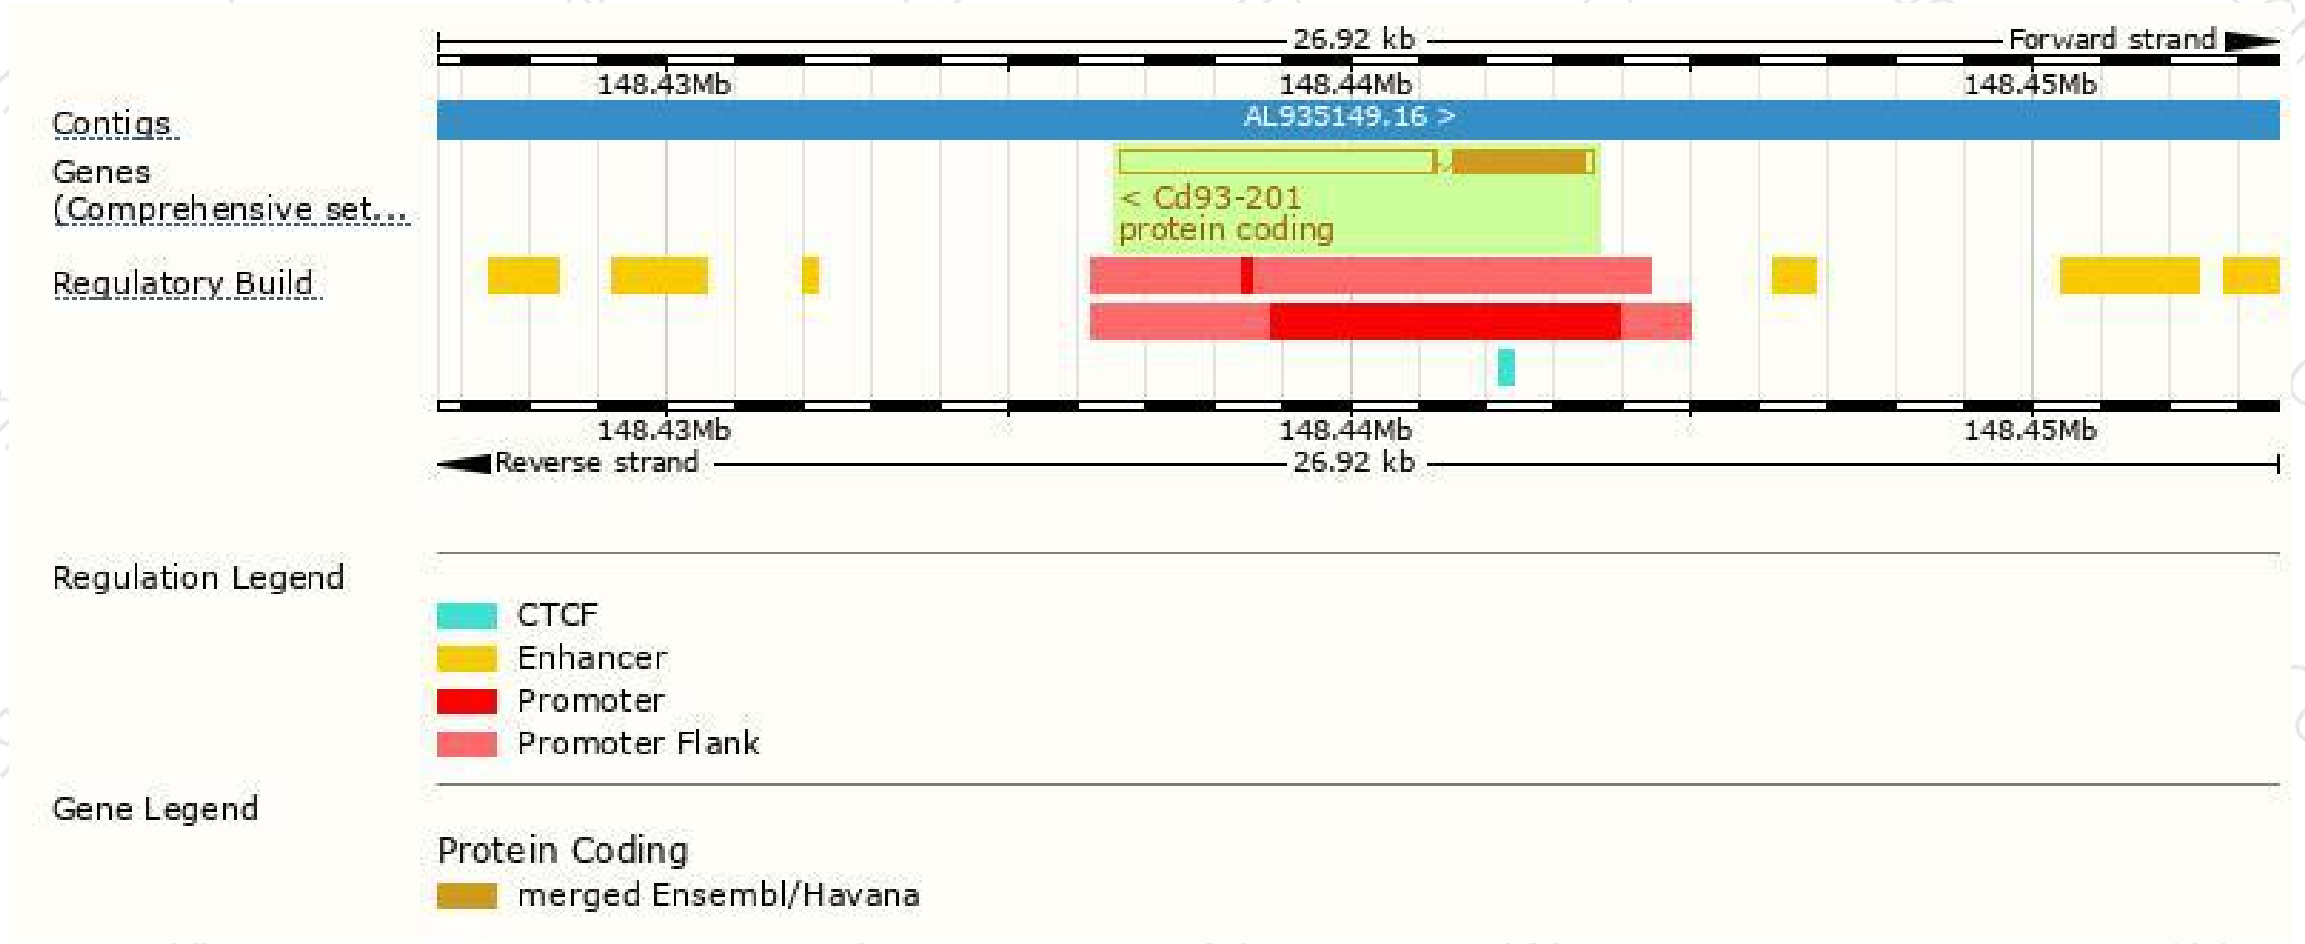 26.92 kb Forward strand
148.43Mb 148.44Mb 148.45Mb
Contigs
AL935149.16 >
Genes
(Comprehensive set...
< Cd93-201
protein coding
Regulatory Build
148.43Mb 148.44Mb 148.45Mb
Reverse strand 26.92 kb
Regulation Legend
CTCF
Enhancer
Promoter
Promoter Flank
Gene Legend
Protein Coding
merged Ensembl/Havana